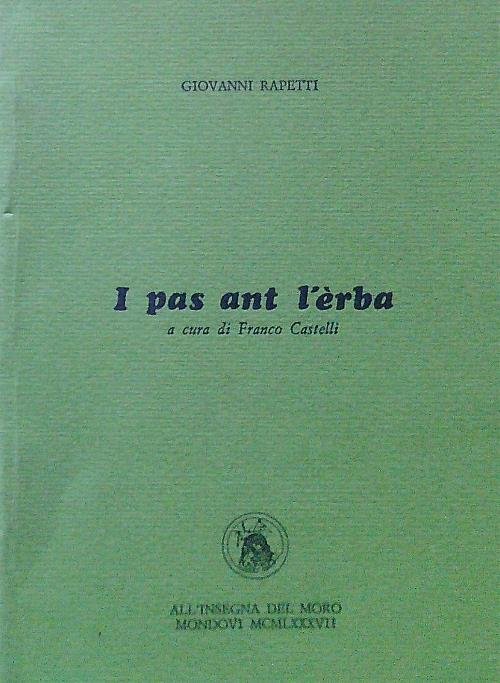 GIOVANNI RAPETTI
I pas ant l'èrba
a cura di Franco Castelli
ALL'INSEGNA DEL MORO
MONDOVI MCMLXXXVII